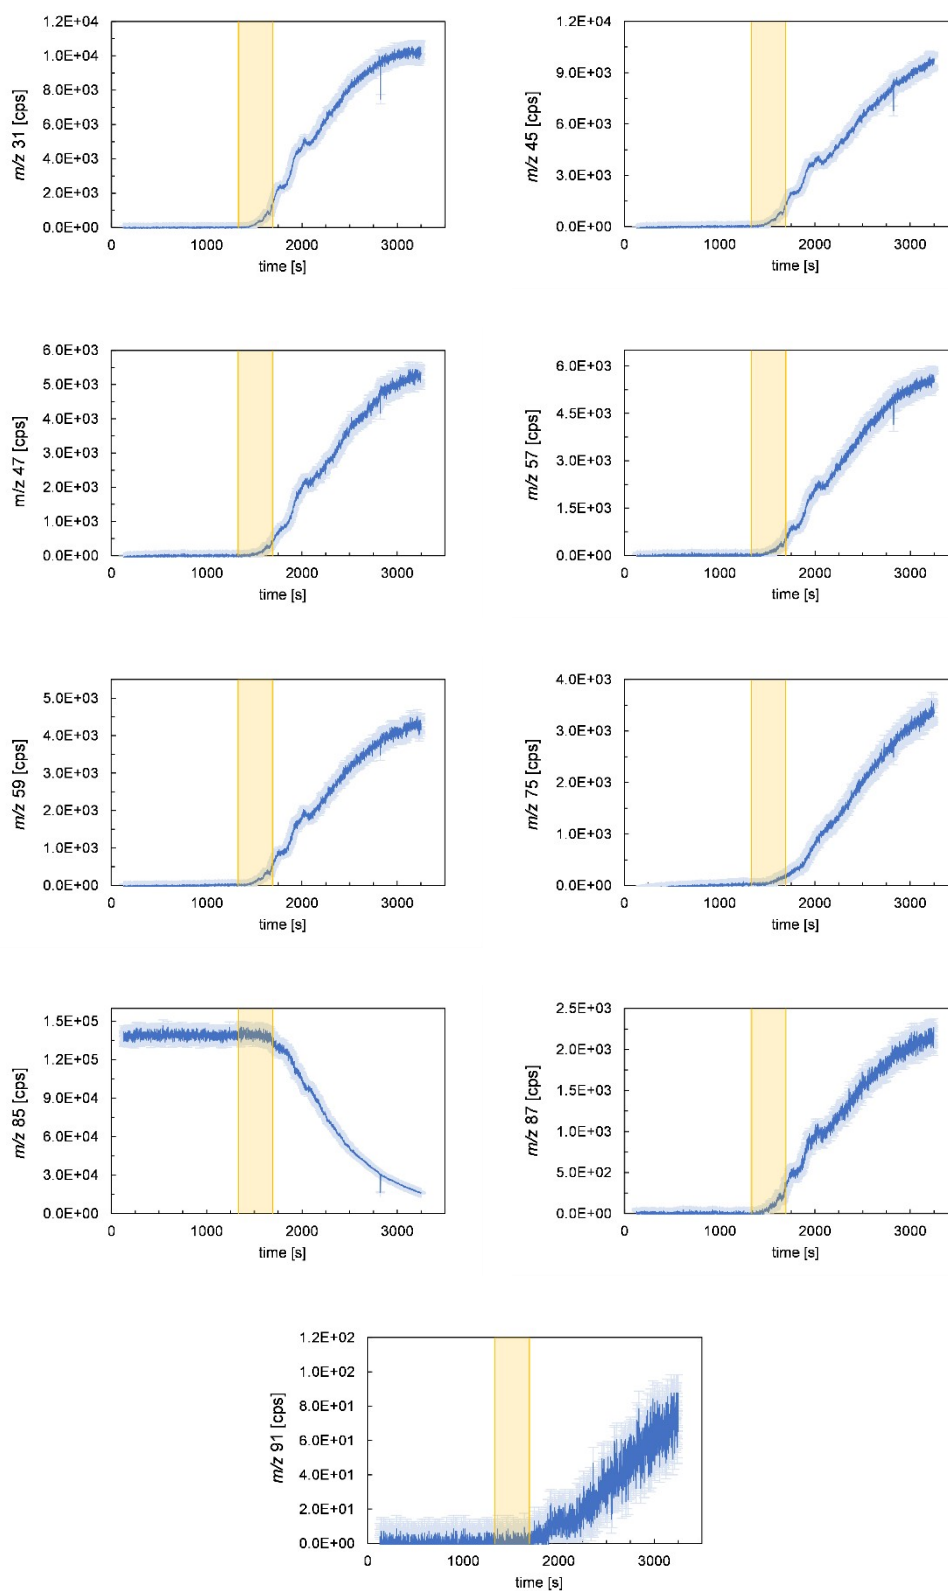 m/z 31 [cps]
1.2E+04
1.0E+04
8.0E+03
6.0E+03
4.0E+03
2.0E+03
0.0E+00
0 1000 2000 3000
time [s]
m/z 45 [cps]
1.2E+04
9.0E+03
6.0E+03
3.0E+03
0.0E+00
0 1000 2000 3000
time [s]
m/z 47 [cps]
6.0E+03
5.0E+03
4.0E+03
3.0E+03
2.0E+03
1.0E+03
0.0E+00
0 1000 2000 3000
time [s]
m/z 57 [cps]
6.0E+03
4.5E+03
3.0E+03
1.5E+03
0.0E+00
0 1000 2000 3000
time [s]
m/z 59 [cps]
5.0E+03
4.0E+03
3.0E+03
2.0E+03
1.0E+03
0.0E+00
0 1000 2000 3000
time [s]
m/z 75 [cps]
4.0E+03
3.0E+03
2.0E+03
1.0E+03
0.0E+00
0 1000 2000 3000
time [s]
m/z 85 [cps]
1.5E+05
1.2E+05
9.0E+04
6.0E+04
3.0E+04
0.0E+00
0 1000 2000 3000
time [s]
m/z 87 [cps]
2.5E+03
2.0E+03
1.5E+03
1.0E+03
5.0E+02
0.0E+00
0 1000 2000 3000
time [s]
m/z 91 [cps]
1.2E+02
1.0E+02
8.0E+01
6.0E+01
4.0E+01
2.0E+01
0.0E+00
0 1000 2000 3000
time [s]